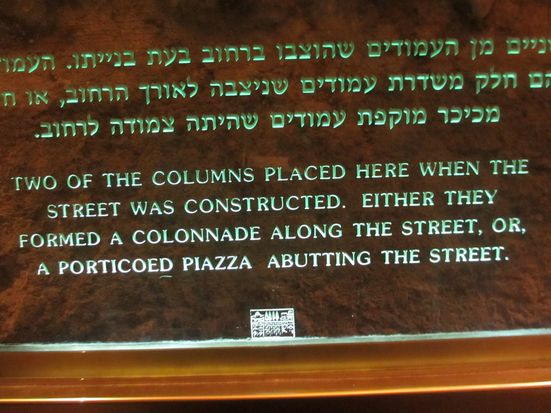 שניים מן העמודים שהוצבו ברחוב בעת בנייתו.
הם חלק משדרת עמודים שניצבה לאורך הרחוב, או
מכיכר מוקפת עמודים שהיתה צמודה לרחוב.
TWO OF THE COLUMNS PLACED HERE WHEN THE
STREET WAS CONSTRUCTED. EITHER THEY
FORMED A COLONNADE ALONG THE STREET, OR,
A PORTICOED PIAZZA ABUTTING THE STREET.